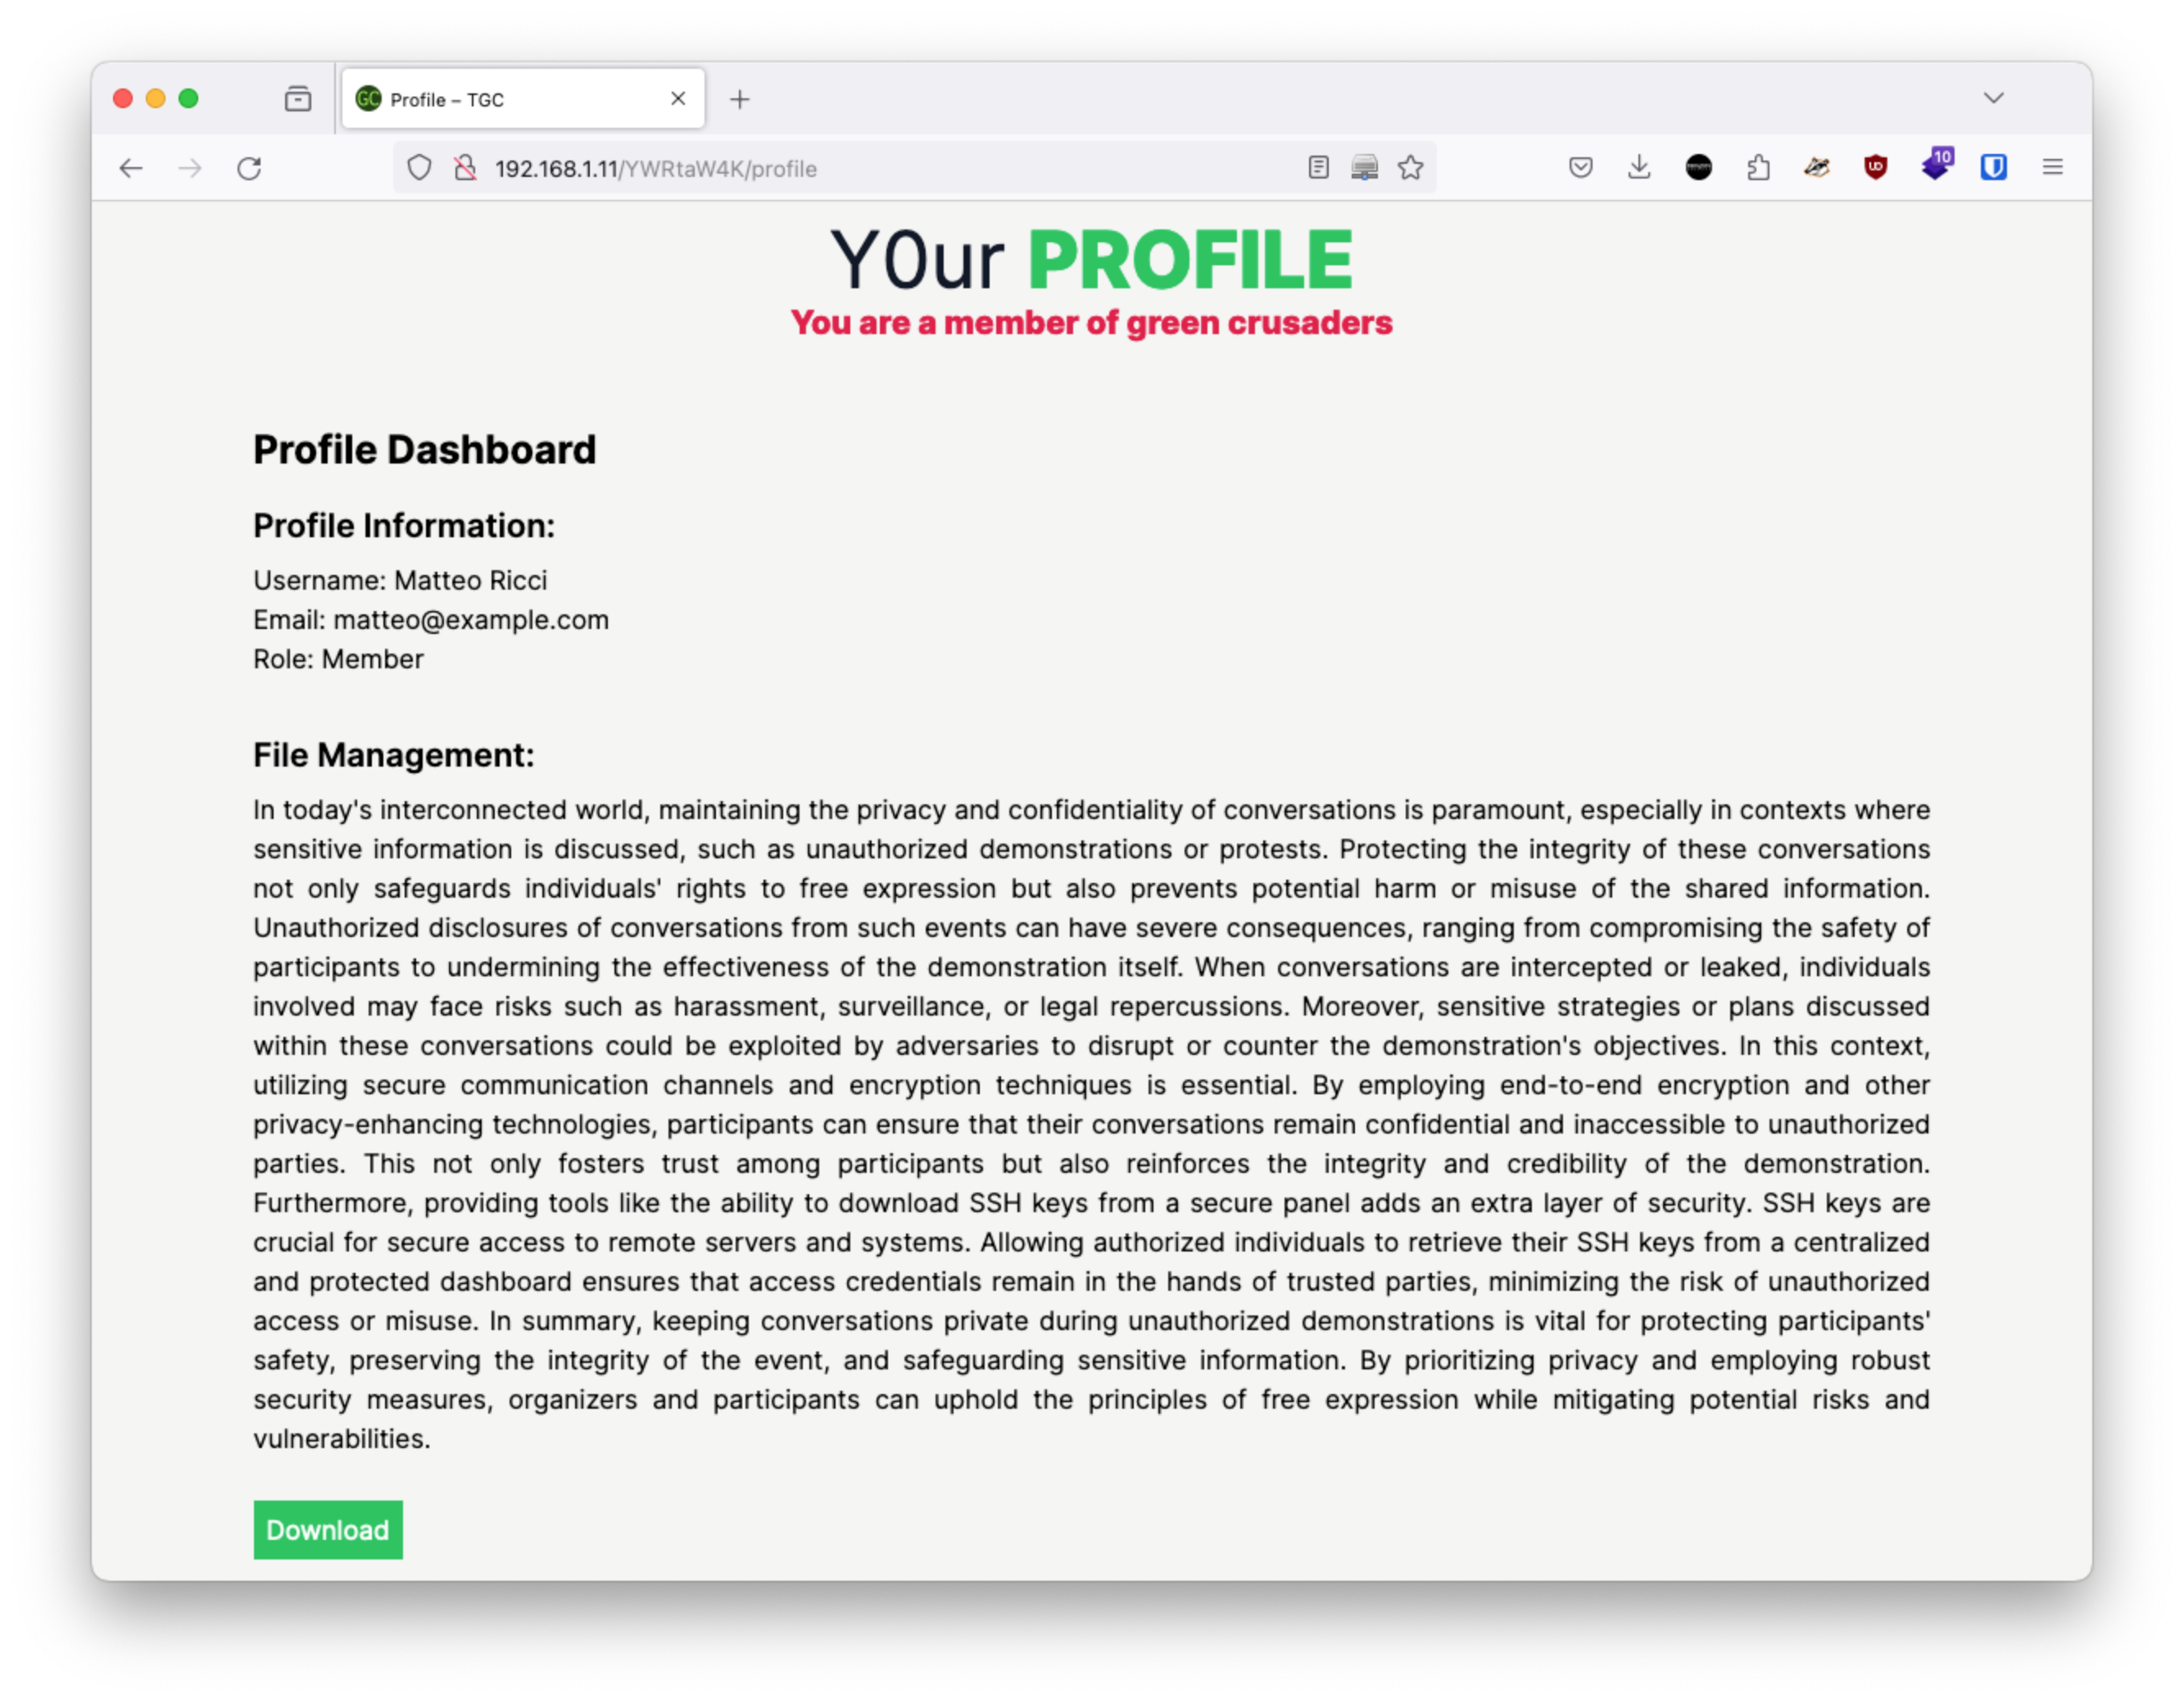 GC Profile – TGC
192.168.1.11/YWRtaW4K/profile
10
Y0ur PROFILE
You are a member of green crusaders
Profile Dashboard
Profile Information:
Username: Matteo Ricci
Email: matteo@example.com
Role: Member
File Management:
In today's interconnected world, maintaining the privacy and confidentiality of conversations is paramount, especially in contexts where
sensitive information is discussed, such as unauthorized demonstrations or protests. Protecting the integrity of these conversations
not only safeguards individuals' rights to free expression but also prevents potential harm or misuse of the shared information.
Unauthorized disclosures of conversations from such events can have severe consequences, ranging from compromising the safety of
participants to undermining the effectiveness of the demonstration itself. When conversations are intercepted or leaked, individuals
involved may face risks such as harassment, surveillance, or legal repercussions. Moreover, sensitive strategies or plans discussed
within these conversations could be exploited by adversaries to disrupt or counter the demonstration's objectives. In this context,
utilizing secure communication channels and encryption techniques is essential. By employing end-to-end encryption and other
privacy-enhancing technologies, participants can ensure that their conversations remain confidential and inaccessible to unauthorized
parties. This not only fosters trust among participants but also reinforces the integrity and credibility of the demonstration.
Furthermore, providing tools like the ability to download SSH keys from a secure panel adds an extra layer of security. SSH keys are
crucial for secure access to remote servers and systems. Allowing authorized individuals to retrieve their SSH keys from a centralized
and protected dashboard ensures that access credentials remain in the hands of trusted parties, minimizing the risk of unauthorized
access or misuse. In summary, keeping conversations private during unauthorized demonstrations is vital for protecting participants'
safety, preserving the integrity of the event, and safeguarding sensitive information. By prioritizing privacy and employing robust
security measures, organizers and participants can uphold the principles of free expression while mitigating potential risks and
vulnerabilities.
Download